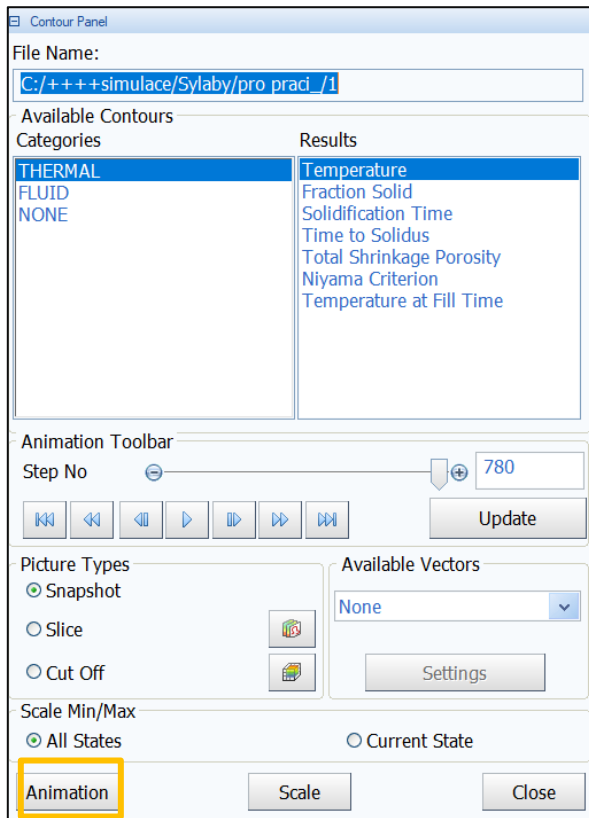 Contour Panel
File Name:
C:/++++simulace/Sylaby/pro praci_/1
Available Contours
Categories
Results
THERMAL
FLUID
NONE
Temperature
Fraction Solid
Solidification Time
Time to Solidus
Total Shrinkage Porosity
Niyama Criterion
Temperature at Fill Time
Animation Toolbar
Step No
780
Update
Picture Types
Snapshot
Slice
Cut Off
Available Vectors
None
Settings
Scale Min/Max
All States
Current State
Animation
Scale
Close